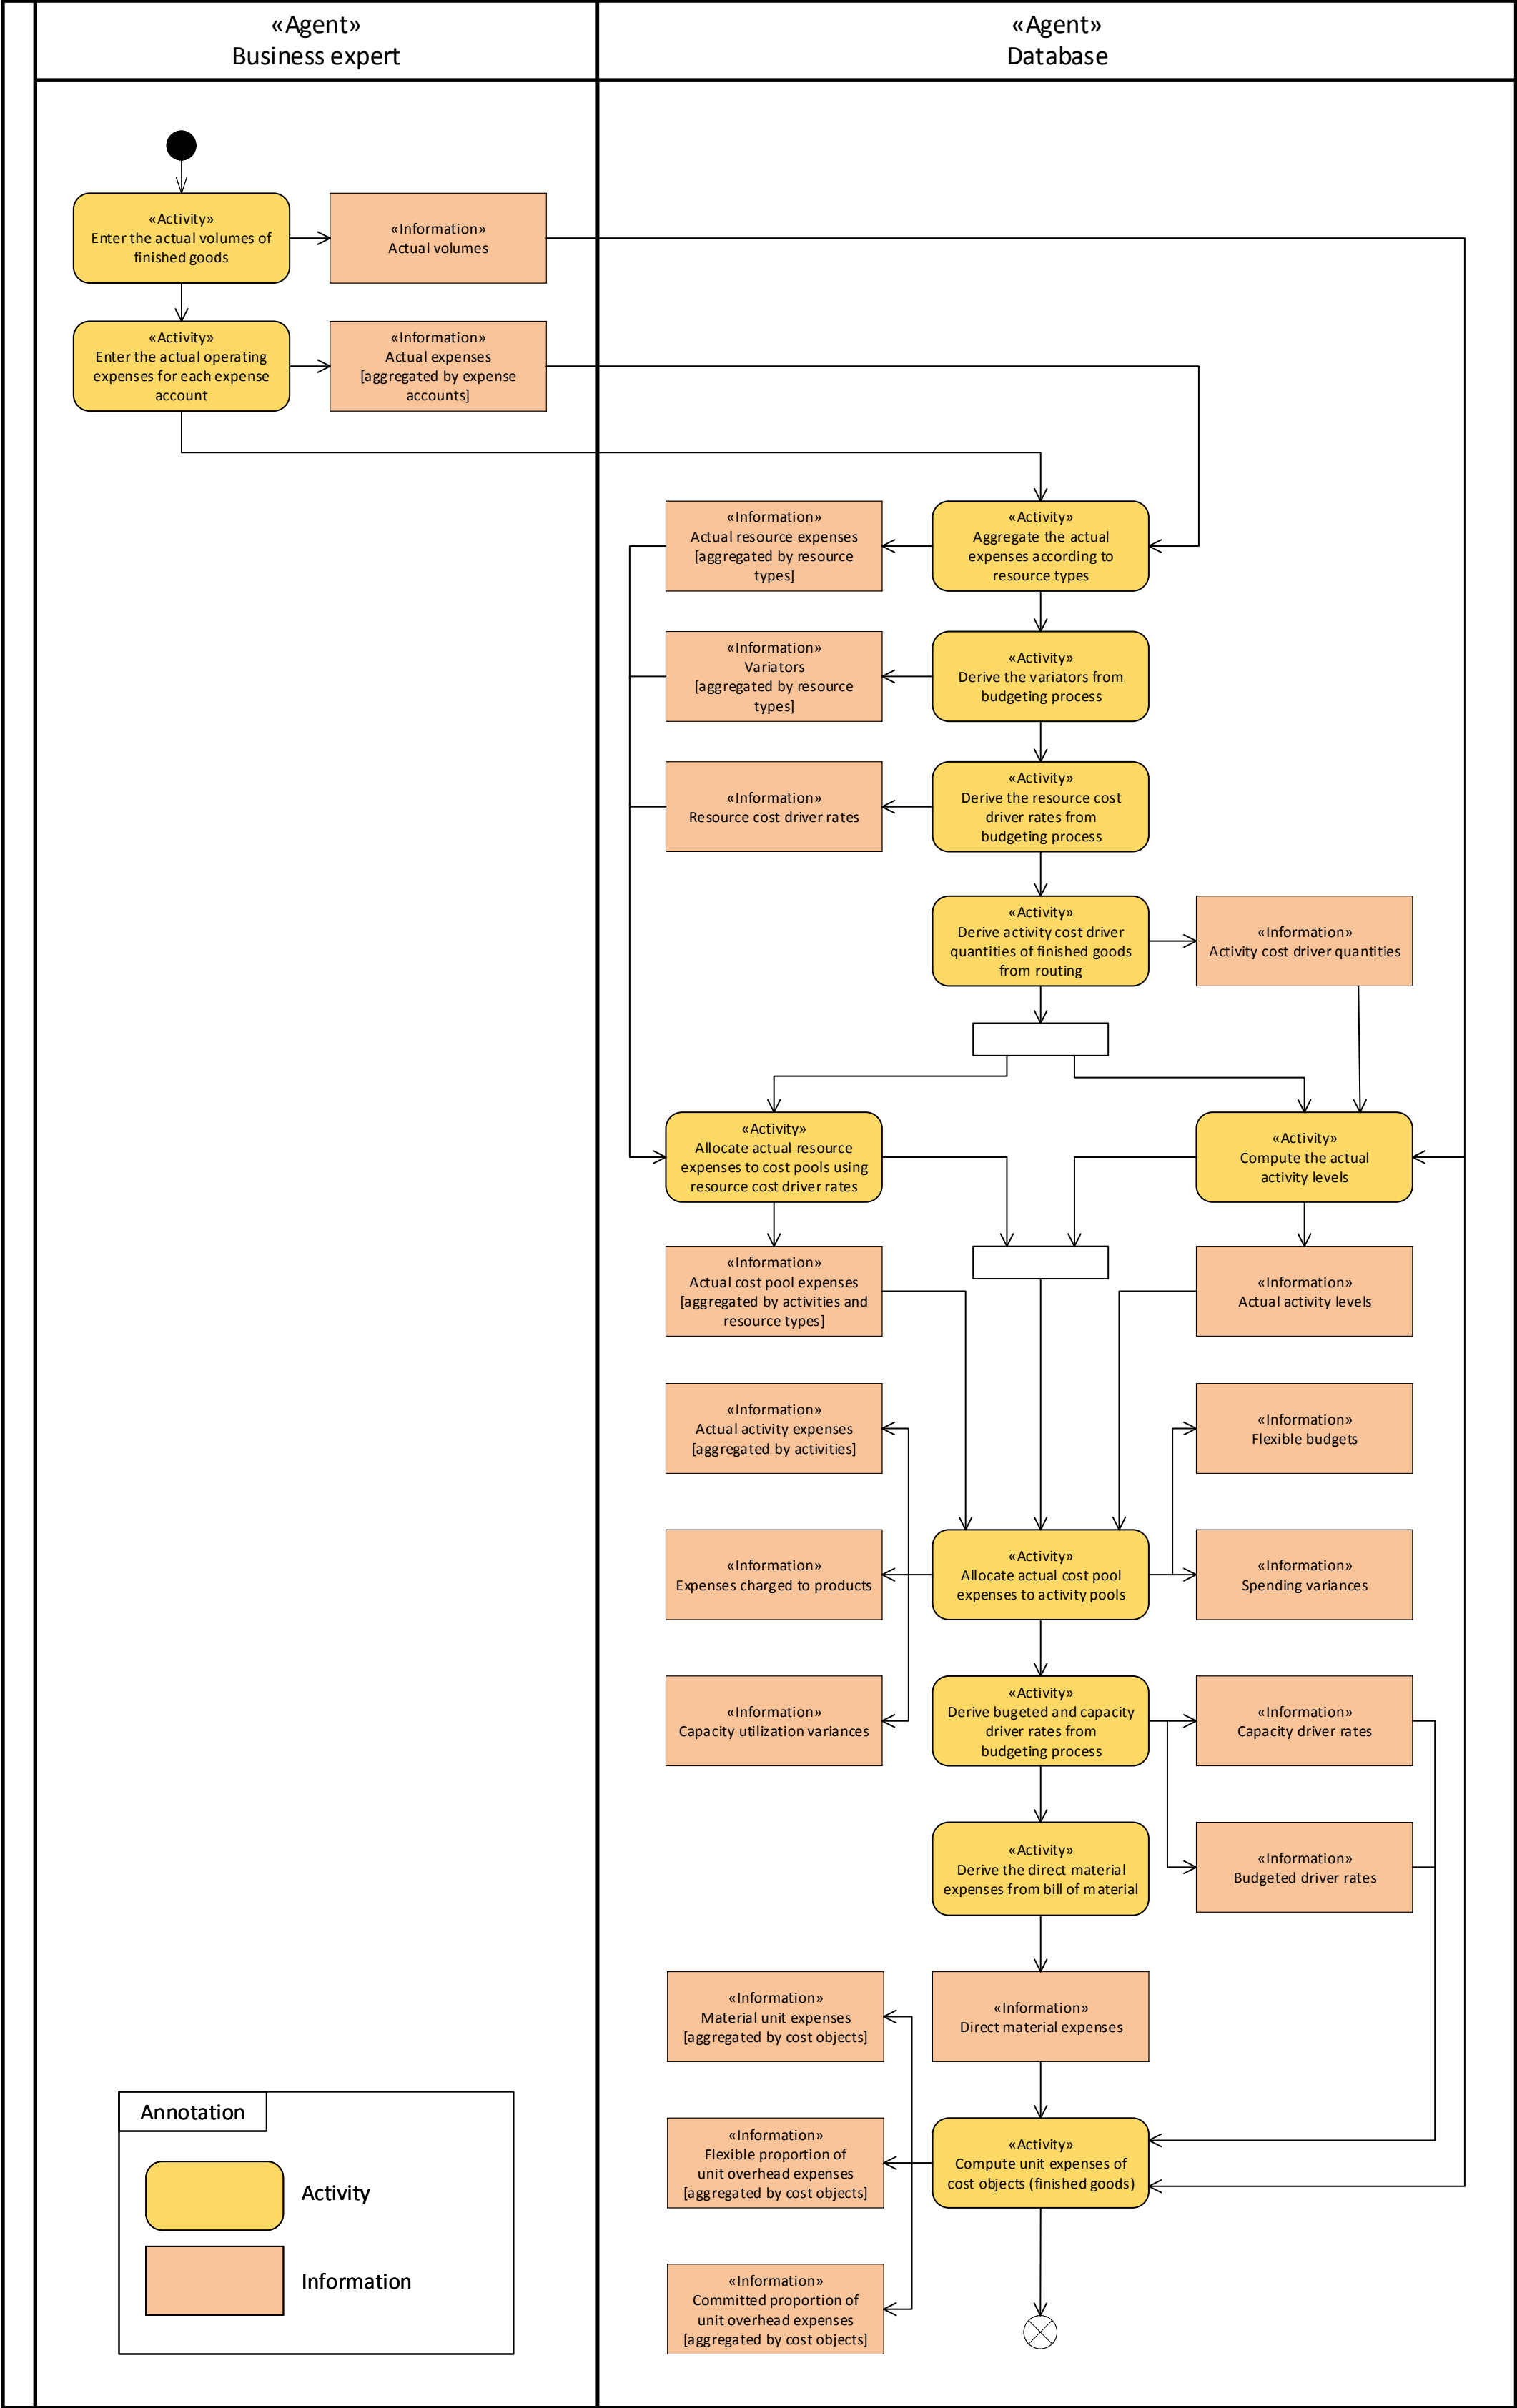 «Agent»
Business expert
«Agent»
Database
«Activity»
Enter the actual volumes of
finished goods
«Information»
Actual volumes
«Activity»
Enter the actual operating
expenses for each expense
account
«Information»
Actual expenses
[aggregated by expense
accounts]
«Information»
Actual resource expenses
[aggregated by resource
types]
«Activity»
Aggregate the actual
expenses according to
resource types
«Information»
Variators
[aggregated by resource
types]
«Activity»
Derive the variators from
budgeting process
«Information»
Resource cost driver rates
«Activity»
Derive the resource cost
driver rates from
budgeting process
«Activity»
Derive activity cost driver
quantities of finished goods
from routing
«Information»
Activity cost driver quantities
«Activity»
Allocate actual resource
expenses to cost pools using
resource cost driver rates
«Activity»
Compute the actual
activity levels
«Information»
Actual cost pool expenses
[aggregated by activities and
resource types]
«Information»
Actual activity levels
«Information»
Actual activity expenses
[aggregated by activities]
«Information»
Flexible budgets
«Information»
Expenses charged to products
«Activity»
Allocate actual cost pool
expenses to activity pools
«Information»
Spending variances
«Information»
Capacity utilization variances
«Activity»
Derive bugeted and capacity
driver rates from
budgeting process
«Information»
Capacity driver rates
«Activity»
Derive the direct material
expenses from bill of material
«Information»
Budgeted driver rates
«Information»
Material unit expenses
[aggregated by cost objects]
«Information»
Direct material expenses
«Information»
Flexible proportion of
unit overhead expenses
[aggregated by cost objects]
«Activity»
Compute unit expenses of
cost objects (finished goods)
«Information»
Committed proportion of
unit overhead expenses
[aggregated by cost objects]
Annotation
Activity
Information